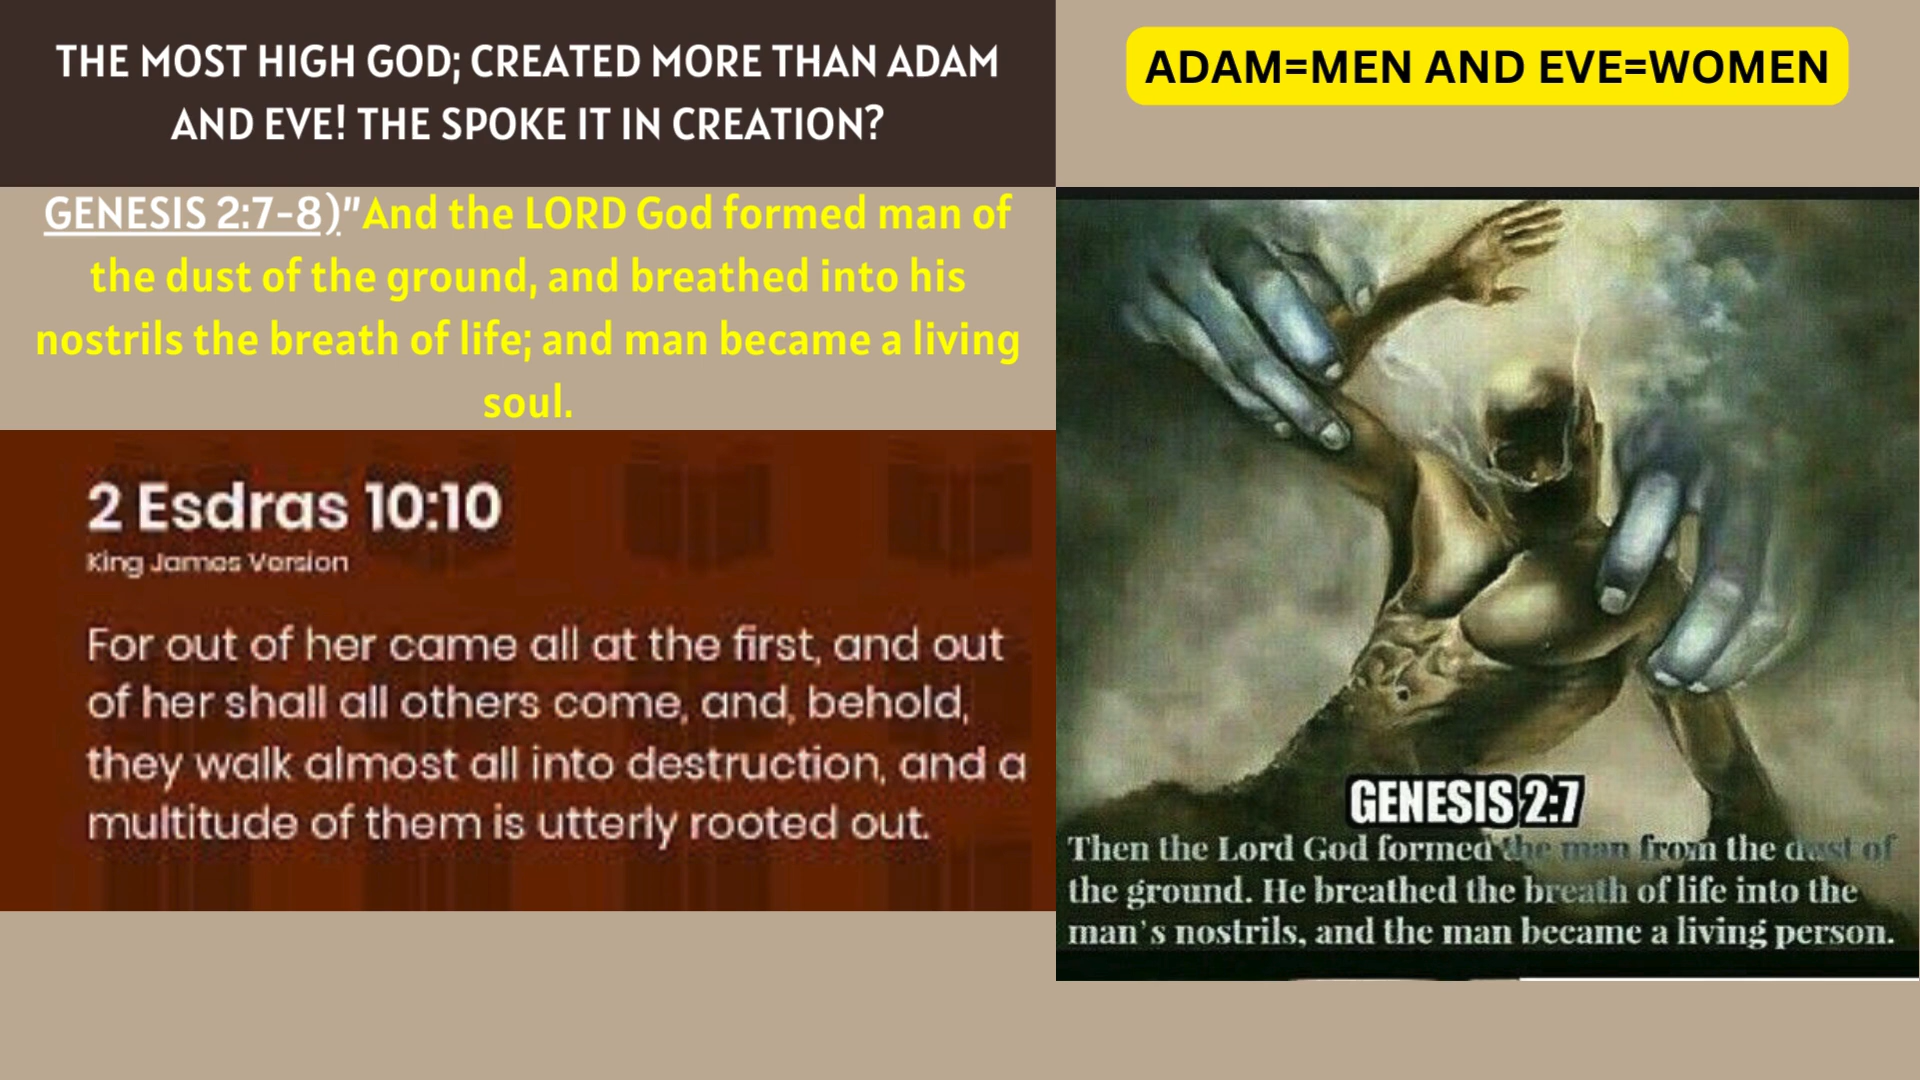 THE MOST HIGH GOD; CREATED MORE THAN ADAM
AND EVE! THE SPOKE IT IN CREATION?
GENESIS 2:7-8)"And the LORD God formed man of
the dust of the ground, and breathed into his
nostrils the breath of life; and man became a living
soul.
2 Esdras 10:10
King James Version
For out of her came all at the first, and out
of her shall all others come, and, behold,
they walk almost all into destruction, and a
multitude of them is utterly rooted out.
ADAM=MEN AND EVE=WOMEN
GENESIS 2:7
Then the Lord God formed the man from the dust of
the ground. He breathed the breath of life into the
man's nostrils, and the man became a living person.